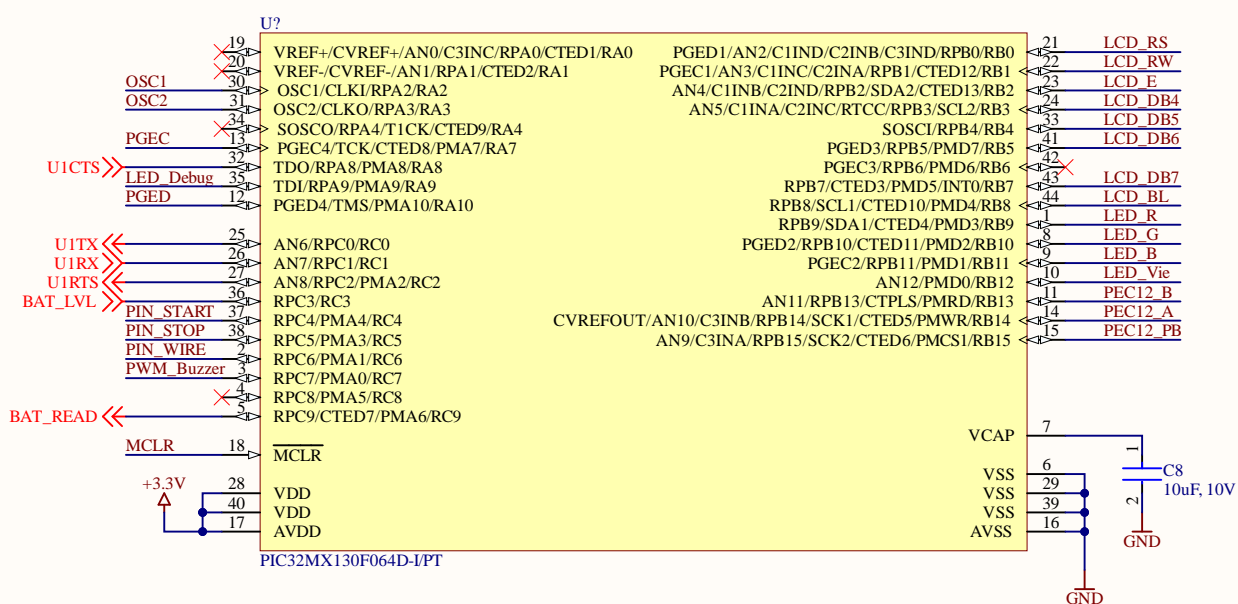 U?
19 VREF+/CVREF+/AN0/C3INC/RPA0/CTED1/RA0
20 VREF-/CVREF-/AN1/RPA1/CTED2/RA1
OSC1 30 OSC1/CLKI/RPA2/RA2
OSC2 31 OSC2/CLKO/RPA3/RA3
34 SOSCO/RPA4/T1CK/CTED9/RA4
PGEC 13 PGEC4/TCK/CTED8/PMA7/RA7
U1CTS 32 TDO/RPA8/PMA8/RA8
LED_Debug 35 TDI/RPA9/PMA9/RA9
PGED 12 PGED4/TMS/PMA10/RA10
U1TX 25 AN6/RPC0/RC0
U1RX 26 AN7/RPC1/RC1
U1RTS 27 AN8/RPC2/PMA2/RC2
BAT_LVL 36 RPC3/RC3
PIN_START 37 RPC4/PMA4/RC4
PIN_STOP 38 RPC5/PMA3/RC5
PIN_WIRE 2 RPC6/PMA1/RC6
PWM_Buzzer 3 RPC7/PMA0/RC7
4 RPC8/PMA5/RC8
BAT_READ 5 RPC9/CTED7/PMA6/RC9
MCLR 18 MCLR
+3.3V
28 VDD
40 VDD
17 AVDD
PGED1/AN2/C1IND/C2INB/C3IND/RPB0/RB0 21 LCD_RS
PGEC1/AN3/C1INC/C2INA/RPB1/CTED12/RB1 22 LCD_RW
AN4/C1INB/C2IND/RPB2/SDA2/CTED13/RB2 23 LCD_E
AN5/C1INA/C2INC/RTCC/RPB3/SCL2/RB3 24 LCD_DB4
SOSCI/RPB4/RB4 33 LCD_DB5
PGED3/RPB5/PMD7/RB5 41 LCD_DB6
PGEC3/RPB6/PMD6/RB6 42
RPB7/CTED3/PMD5/INT0/RB7 43 LCD_DB7
RPB8/SCL1/CTED10/PMD4/RB8 44 LCD_BL
RPB9/SDA1/CTED4/PMD3/RB9 1 LED_R
PGED2/RPB10/CTED11/PMD2/RB10 8 LED_G
PGEC2/RPB11/PMD1/RB11 9 LED_B
AN12/PMD0/RB12 10 LED_Vie
AN11/RPB13/CTPLS/PMRD/RB13 11 PEC12_B
CVREFOUT/AN10/C3INB/RPB14/SCK1/CTED5/PMWR/RB14 14 PEC12_A
AN9/C3INA/RPB15/SCK2/CTED6/PMCS1/RB15 15 PEC12_PB
VCAP 7
VSS 6
VSS 29
VSS 39
AVSS 16
1
C8
10uF, 10V
2
GND
GND
PIC32MX130F064D-I/PT